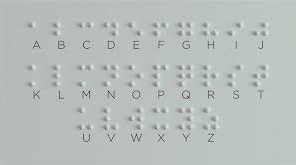 A B C D E F G H I J
K L M N O P Q R S T
U V W X Y Z